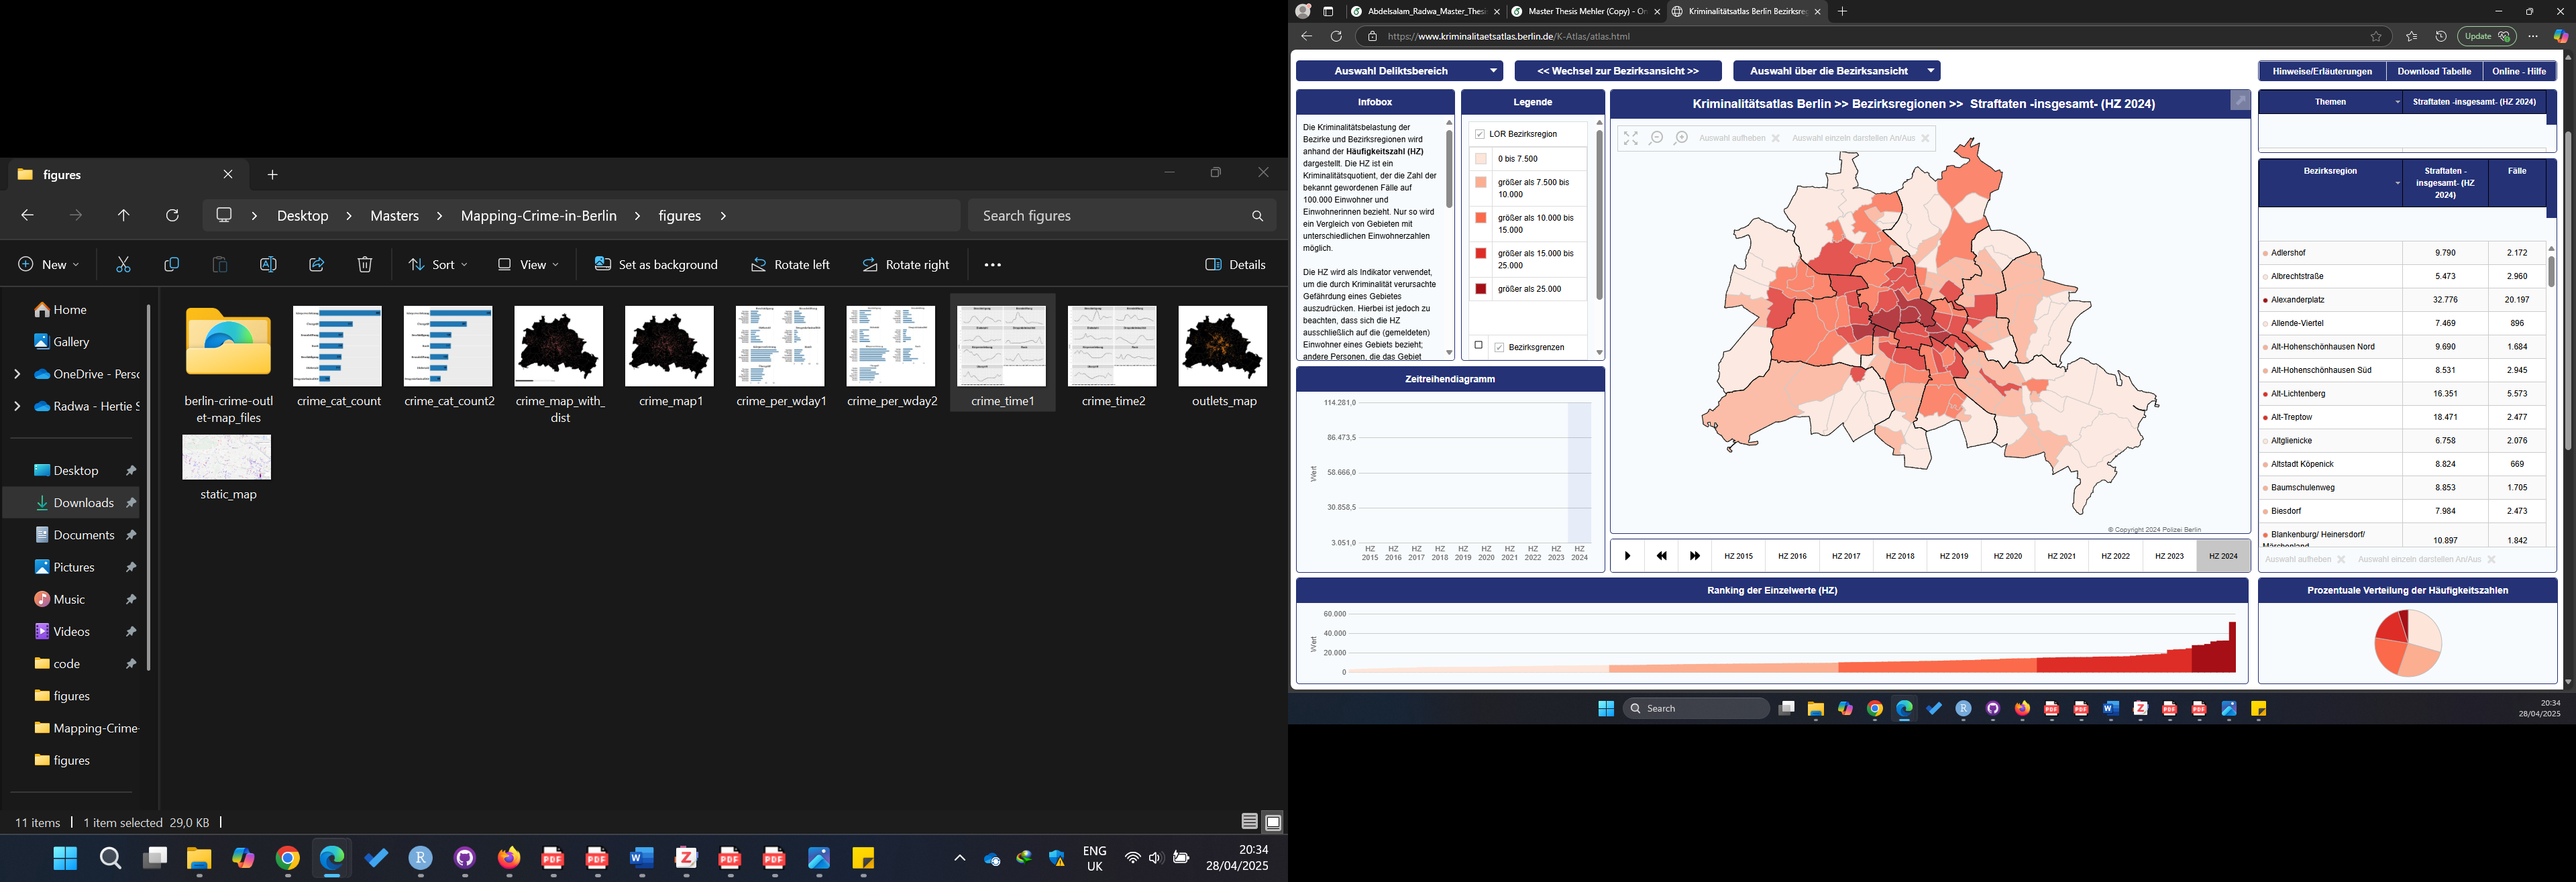 figures
Desktop > Masters > Mapping-Crime-in-Berlin > figures >
Search figures
New
Sort
View
Set as background
Rotate left
Rotate right
Details
Home
Gallery
OneDrive - Perso
Radwa - Hertie S
Desktop
Downloads
Documents
Pictures
Music
Videos
code
figures
Mapping-Crime-
figures
berlin-crime-outl
et-map_files
crime_cat_count
crime_cat_count2
crime_map_with_
dist
crime_map1
crime_per_wday1
crime_per_wday2
crime_time1
crime_time2
outlets_map
static_map
11 items
1 item selected 29,0 KB
ENG
UK
20:34
28/04/2025
Abdelsalam_Radwa_Master_Thesi
Master Thesis Mehler (Copy) - On
Kriminalitätsatlas Berlin Bezirksreg
https://www.kriminalitaetsatlas.berlin.de/K-Atlas/atlas.html
Update
Auswahl Deliktsbereich
<< Wechsel zur Bezirksansicht >>
Auswahl über die Bezirksansicht
Hinweise/Erläuterungen
Download Tabelle
Online - Hilfe
Infobox
Die Kriminalitätsbelastung der
Bezirke und Bezirksregionen wird
anhand der Häufigkeitszahl (HZ)
dargestellt. Die HZ ist ein
Kriminalitätsquotient, der die Zahl der
bekannt gewordenen Fälle auf
100.000 Einwohner und
Einwohnerinnen bezieht. Nur so wird
ein Vergleich von Gebieten mit
unterschiedlichen Einwohnerzahlen
möglich.
Die HZ wird als Indikator verwendet,
um die durch Kriminalität verursachte
Gefährdung eines Gebietes
auszudrücken. Hierbei ist jedoch zu
beachten, dass sich die HZ
ausschließlich auf die (gemeldeten)
Einwohner eines Gebiets bezieht;
andere Personen, die das Gebiet
Legende
LOR Bezirksregion
0 bis 7.500
größer als 7.500 bis
10.000
größer als 10.000 bis
15.000
größer als 15.000 bis
25.000
größer als 25.000
Bezirksgrenzen
Kriminalitätsatlas Berlin >> Bezirksregionen >> Straftaten -insgesamt- (HZ 2024)
Auswahl aufheben
Auswahl einzeln darstellen An/Aus
© Copyright 2024 Polizei Berlin
Themen
Straftaten -insgesamt- (HZ 2024)
Bezirksregion
Straftaten -
insgesamt- (HZ
2024)
Fälle
Adlershof 9.790 2.172
Albrechtstraße 5.473 2.960
Alexanderplatz 32.776 20.197
Allende-Viertel 7.469 896
Alt-Hohenschönhausen Nord 9.690 1.684
Alt-Hohenschönhausen Süd 8.531 2.945
Alt-Lichtenberg 16.351 5.573
Alt-Treptow 18.471 2.477
Altglienicke 6.758 2.076
Altstadt Köpenick 8.824 669
Baumschulenweg 8.853 1.705
Biesdorf 7.984 2.473
Blankenburg/ Heinersdorf/ 10.897 1.842
Auswahl aufheben
Auswahl einzeln darstellen An/Aus
Zeitreihendiagramm
Wert
114.281,0
86.473,5
58.666,0
30.858,5
3.051,0
HZ HZ HZ HZ HZ HZ HZ HZ HZ HZ
2015 2016 2017 2018 2019 2020 2021 2022 2023 2024
HZ 2015
HZ 2016
HZ 2017
HZ 2018
HZ 2019
HZ 2020
HZ 2021
HZ 2022
HZ 2023
HZ 2024
Ranking der Einzelwerte (HZ)
Wert
60.000
40.000
20.000
0
Prozentuale Verteilung der Häufigkeitszahlen
Search
20:34
28/04/2025